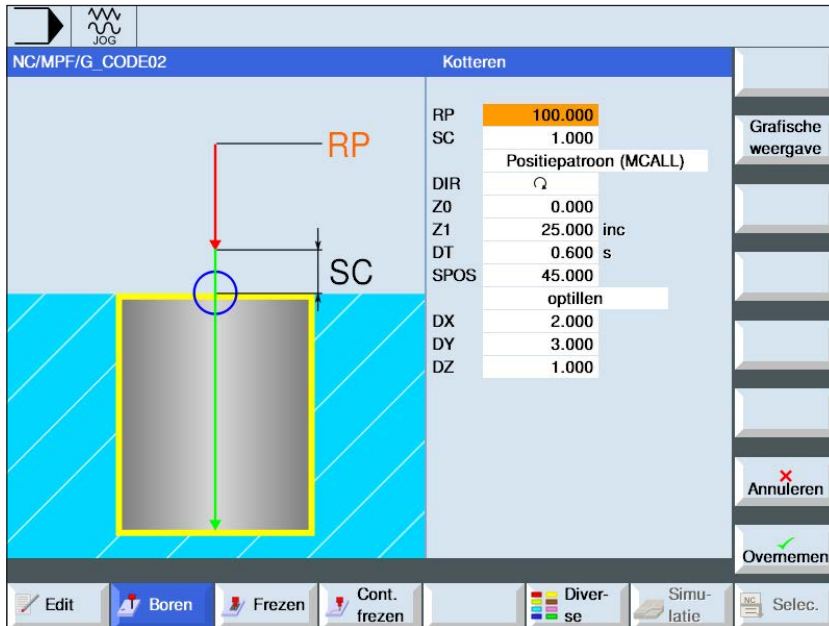 JOG
NC/MPF/G_CODE02
Kotteren
RP
SC
RP 100.000
SC 1.000
Positiepatroon (MCALL)
DIR
Z0 0.000
Z1 25.000 inc
DT 0.600 s
SPOS 45.000
optillen
DX 2.000
DY 3.000
DZ 1.000
Grafische
weergave
Annuleren
Overnemen
Edit
Boren
Frezen
Cont.
frezen
Diver-
se
Simu-
latie
NC
Selec.